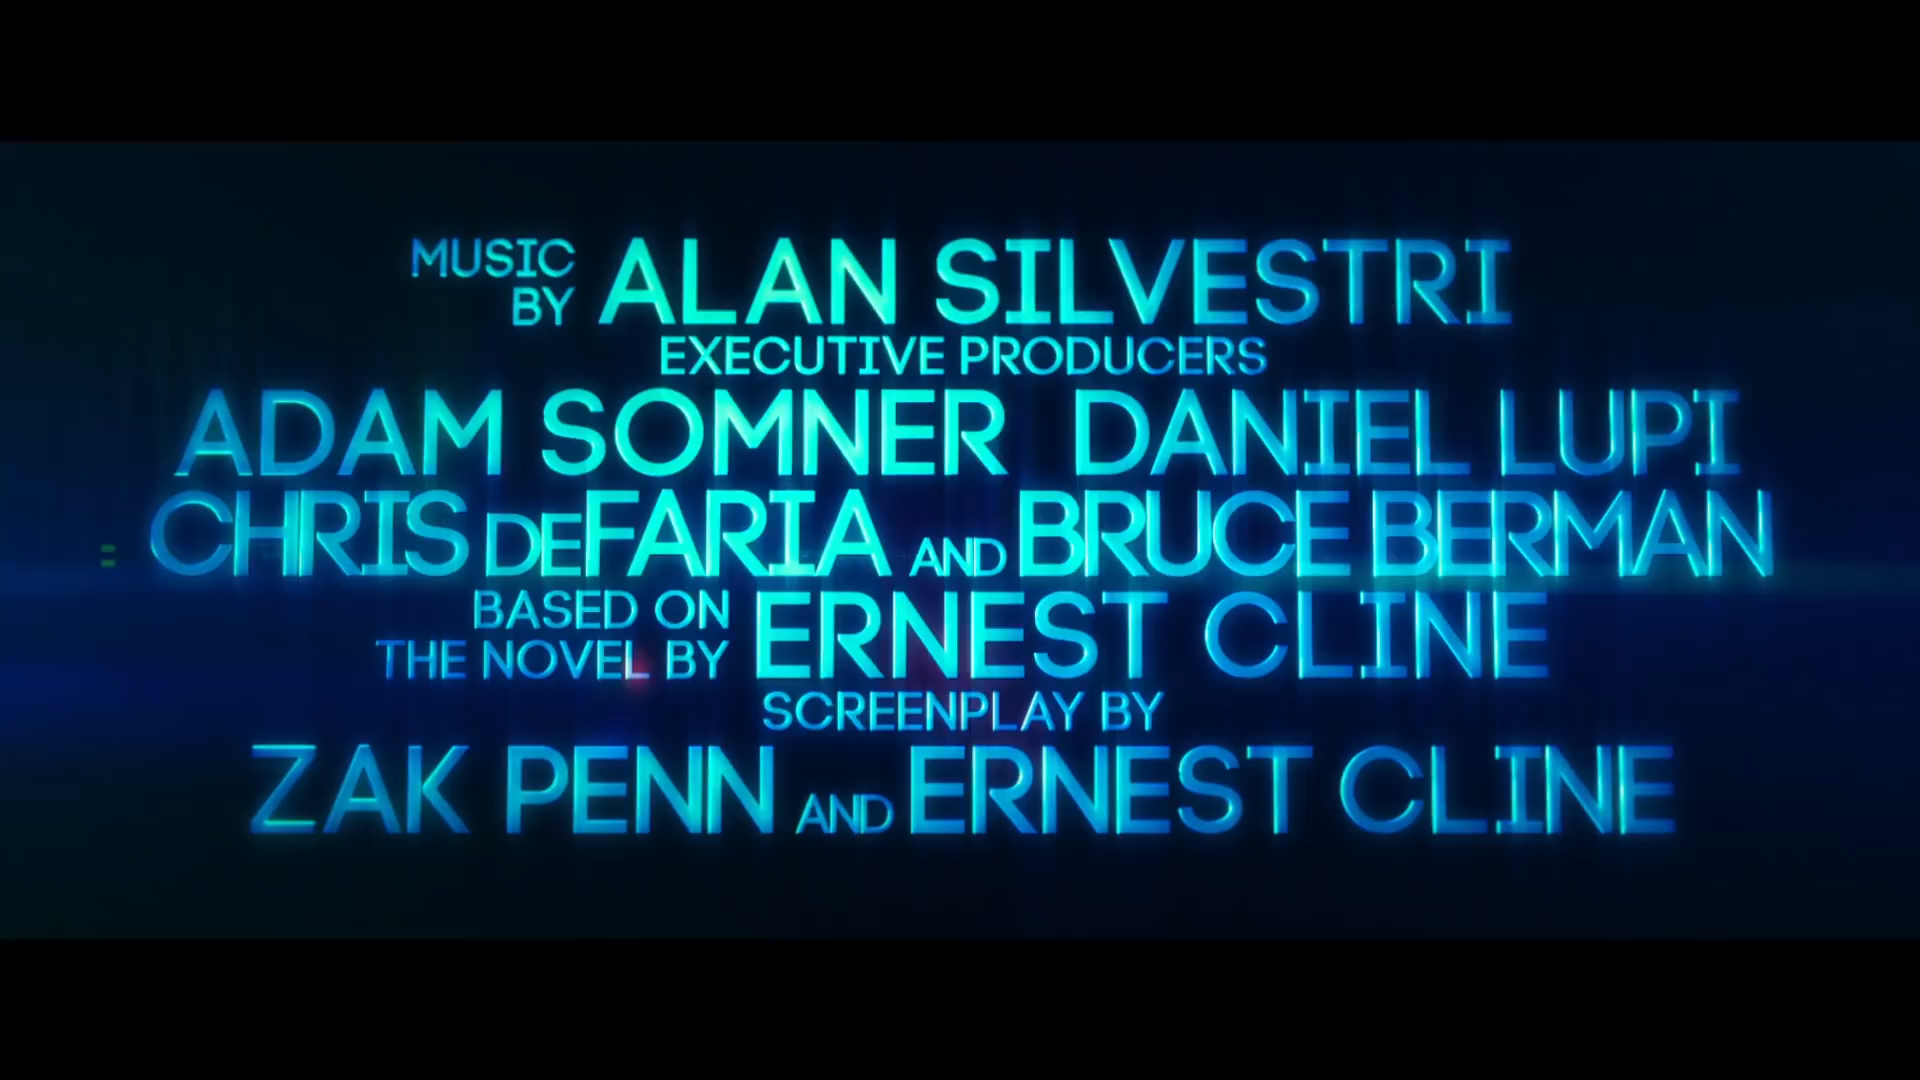 MUSIC BY ALAN SILVESTRI
EXECUTIVE PRODUCERS
ADAM SOMNER DANIEL LUPI
CHRIS DEFARIA AND BRUCE BERMAN
BASED ON THE NOVEL BY ERNEST CLINE
SCREENPLAY BY
ZAK PENN AND ERNEST CLINE